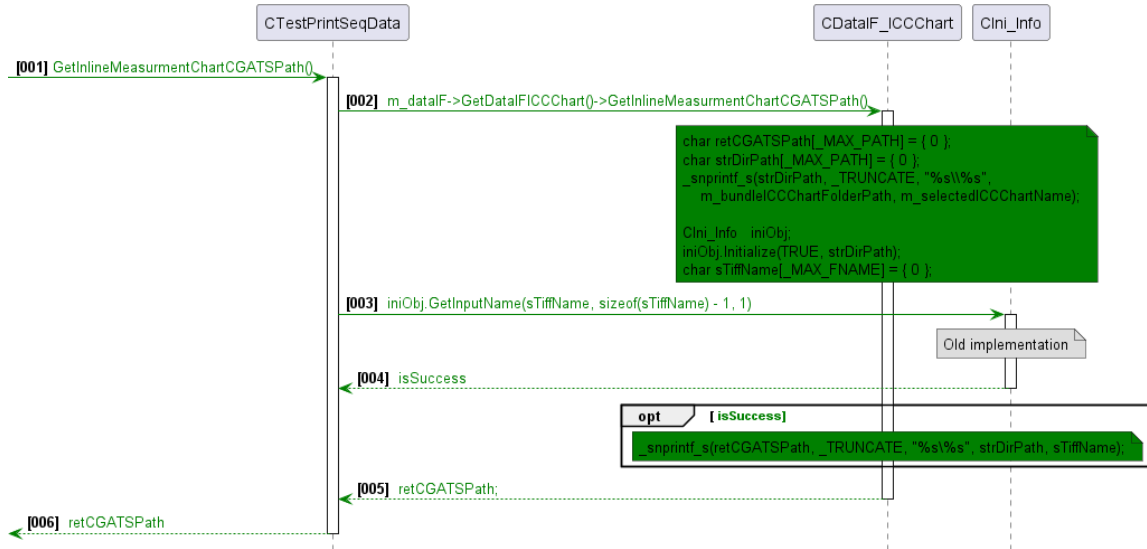 CTestPrintSeqData
CDataIF_ICCChart
CIni_Info
[001] GetInlineMeasurmentChartCGATSPath()
[002] m_dataIF->GetDataIFICCChart()->GetInlineMeasurmentChartCGATSPath()
char retCGATSPath[_MAX_PATH] = { 0 };
char strDirPath[_MAX_PATH] = { 0 };
_snprintf_s(strDirPath, _TRUNCATE, "%s\\%s",
m_bundleICCChartFolderPath, m_selectedICCChartName);
CIni_Info iniObj;
iniObj.Initialize(TRUE, strDirPath);
char sTiffName[_MAX_FNAME] = { 0 };
[003] iniObj.GetInputName(sTiffName, sizeof(sTiffName) - 1, 1)
Old implementation
[004] isSuccess
opt [ isSuccess]
_snprintf_s(retCGATSPath, _TRUNCATE, "%s\%s", strDirPath, sTiffName);
[005] retCGATSPath;
[006] retCGATSPath